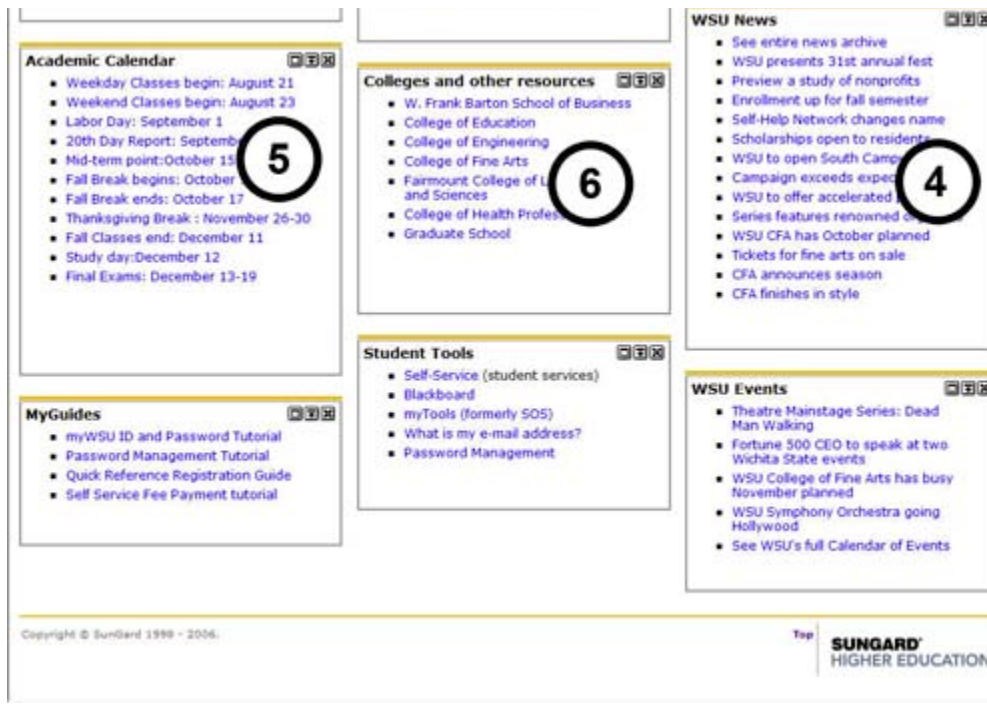 Academic Calendar
Weekday Classes begin: August 21
Weekend Classes begin: August 23
Labor Day: September 1
20th Day Report:
Mid-term point:October
Fall Break begins: October
Fall Break ends: October 17
Thanksgiving Break : November 26-30
Fall Classes end: December 11
Study day:December 12
Final Exams: December 13-19
5
MyGuides
myWSU ID and Password Tutorial
Password Management Tutorial
Quick Reference Registration Guide
Self Service Fee Payment tutorial
Colleges and other resources
W. Frank Barton School of Business
College of Education
College of Engineering
College of Fine Arts
Fairmount College of
and Sciences
College of Health
Graduate School
6
Student Tools
Self-Service (student services)
Blackboard
myTools (formerly SOS)
What is my e-mail address?
Password Management
WSU News
See entire news archive
WSU presents 31st annual fest
Preview a study of nonprofits
Enrollment up for fall semester
Self-Help Network changes name
Scholarships open to residents
WSU to open South
Campaign exceeds
WSU to offer accelerated
Series features renowned
WSU CFA has October planned
Tickets for fine arts on sale
CFA announces season
CFA finishes in style
4
WSU Events
Theatre Mainstage Series: Dead
Man Walking
Fortune 500 CEO to speak at two
Wichita State events
WSU College of Fine Arts has busy
November planned
WSU Symphony Orchestra going
Hollywood
See WSU's full Calendar of Events
Copyright © SunGard 1998 - 2006.
Top
SUNGARD'
HIGHER EDUCATION